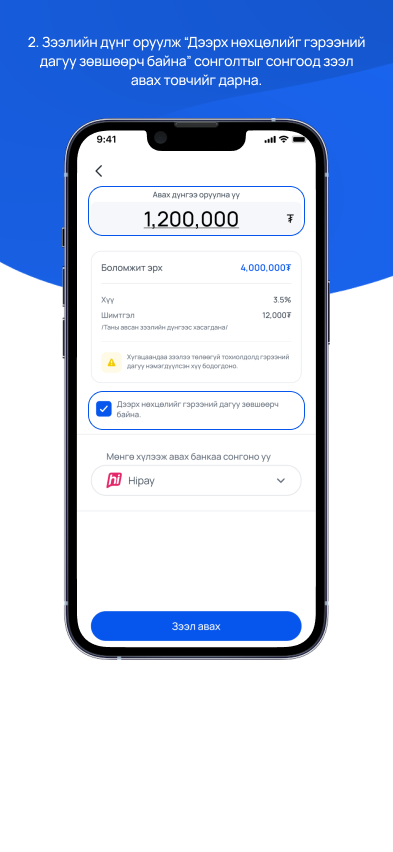 2. Зээлийн дүнг оруулж “Дээрх нөхцөлийг гэрээний
дагуу зөвшөөрч байна” сонголтыг сонгоод зээл
авах товчийг дарна.
9:41
Авах дүнгээ оруулна уу
1,200,000 ₮
Боломжит эрх 4,000,000₮
Хүү 3.5%
Шимтгэл 12,000₮
/Таны авсан зээлийн дүнгээс хасагдана/
Хугацаандаа зээлээ төлөөгүй тохиолдолд гэрээний
дагуу нэмэгдүүлсэн хүү бодогдоно.
Дээрх нөхцөлийг гэрээний дагуу зөвшөөрч
байна.
Мөнгө хүлээж авах банкаа сонгоно уу
hi Hipay
Зээл авах